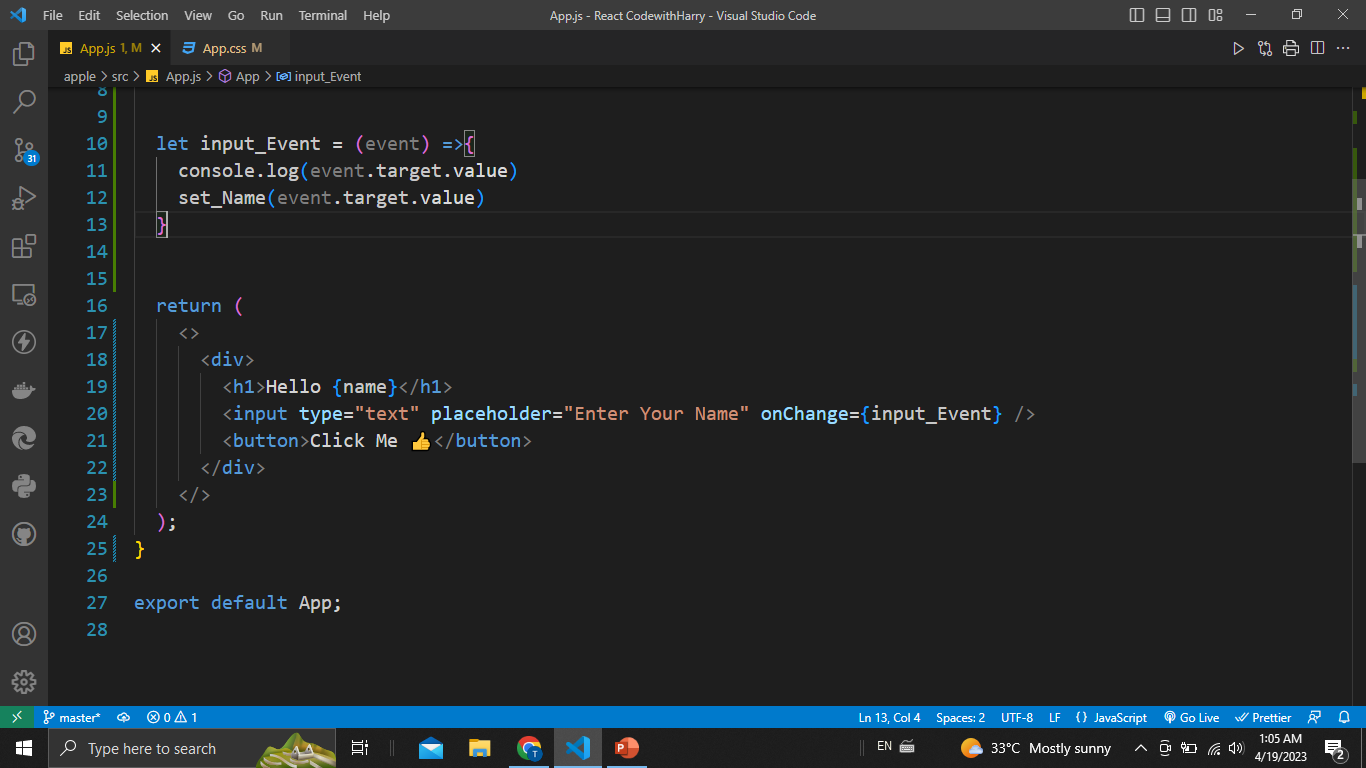 File Edit Selection View Go Run Terminal Help App.js - React CodewithHarry - Visual Studio Code
JS App.js 1, M App.css M
apple > src > JS App.js > App > input_Event
8
9
10 let input_Event = (event) =>{
11 console.log(event.target.value)
12 set_Name(event.target.value)
13 }
14
15
16 return (
17 <>
18 <div>
19 <h1>Hello {name}</h1>
20 <input type="text" placeholder="Enter Your Name" onChange={input_Event} />
21 <button>Click Me 👍</button>
22 </div>
23 </>
24 );
25 }
26
27 export default App;
28
31
master* 0 1 Ln 13, Col 4 Spaces: 2 UTF-8 LF {} JavaScript Go Live Prettier
Type here to search T P EN 33°C Mostly sunny 1:05 AM
4/19/2023 2